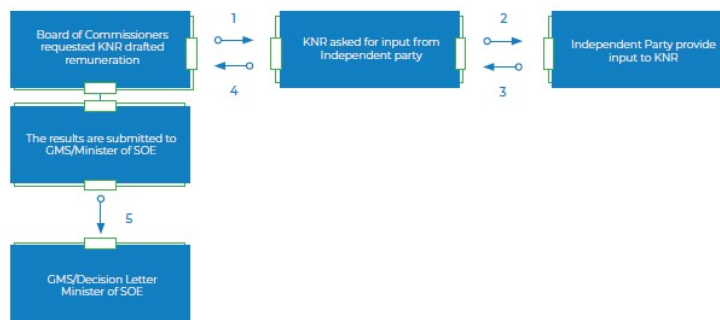 Board of Commissioners
requested KNR drafted
remuneration
1
4
KNR asked for input from
Independent party
2
3
Independent Party provide
input to KNR
The results are submitted to
GMS/Minister of SOE
5
GMS/Decision Letter
Minister of SOE